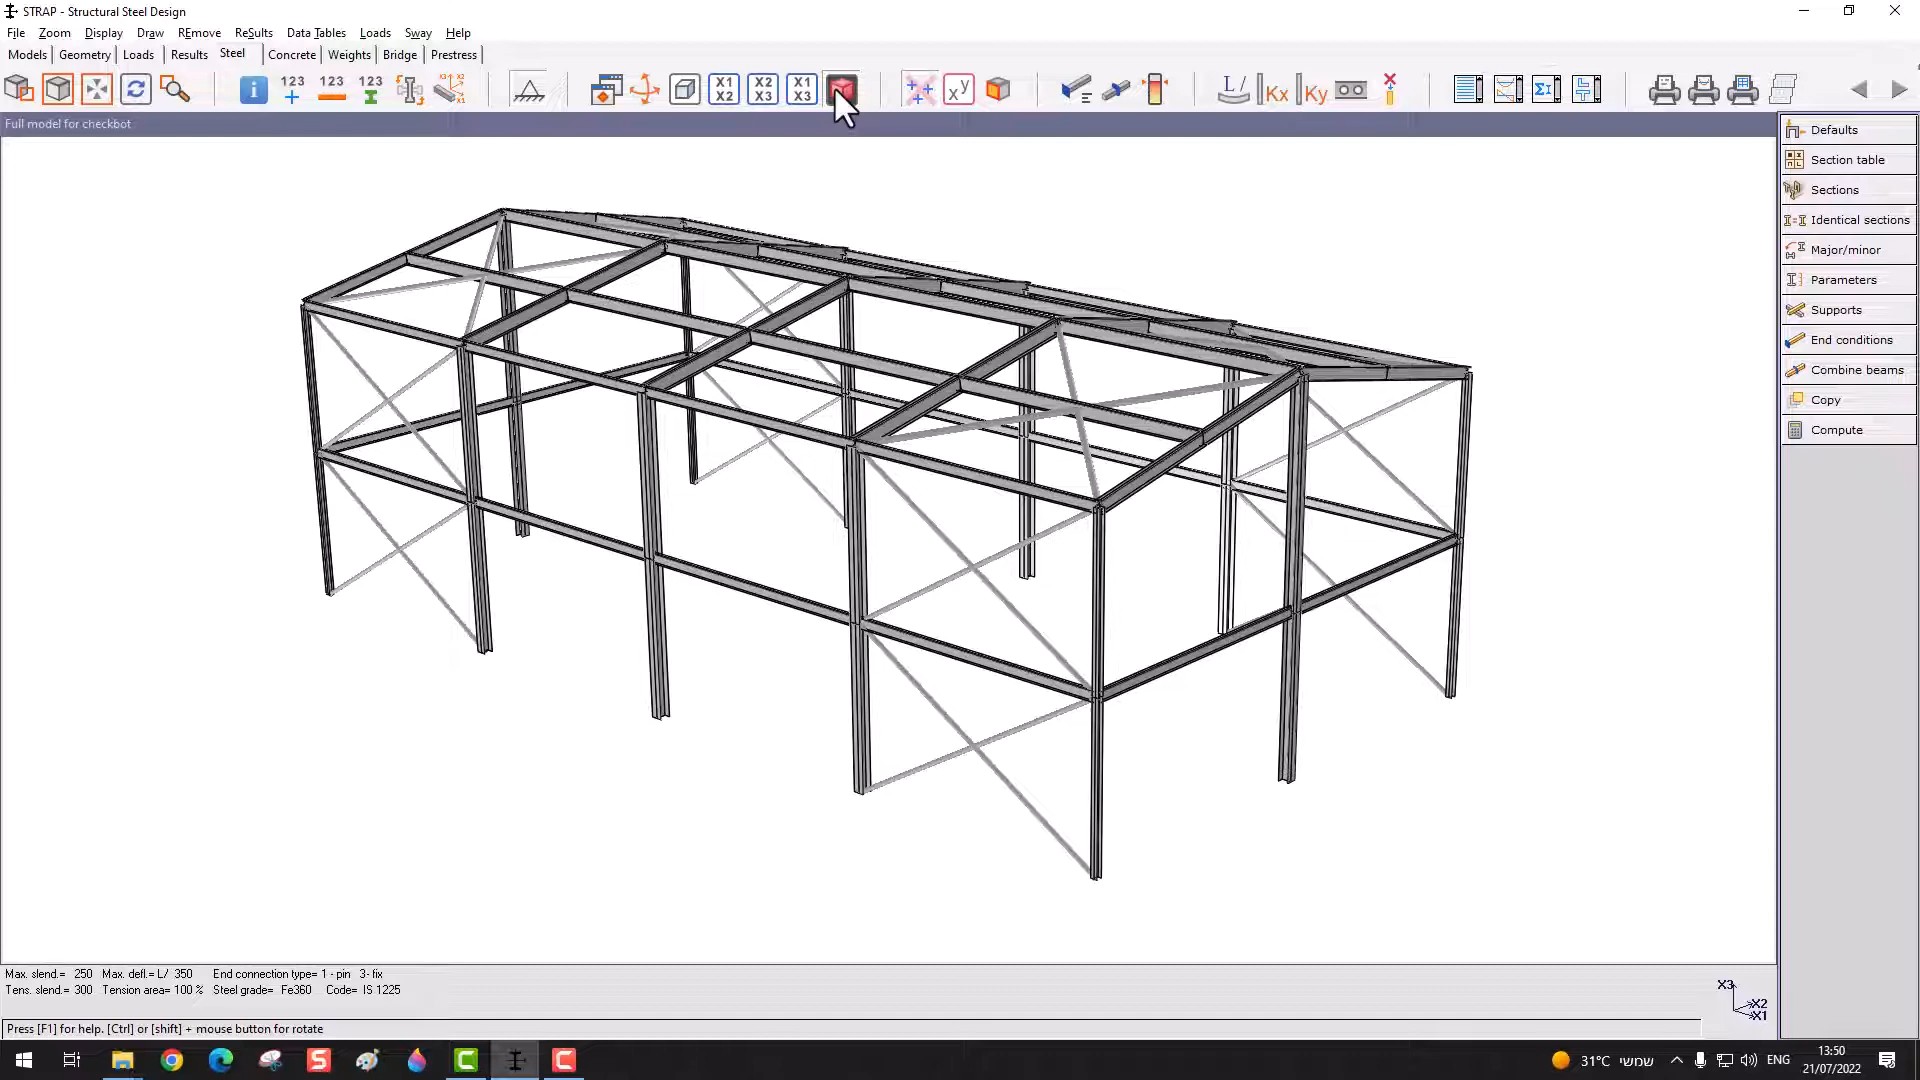 STRAP - Structural Steel Design
File Zoom Display Draw REmove ReSults Data Tables Loads Sway Help
Models Geometry Loads Results Steel Concrete Weights Bridge Prestress
i 123 123 123 X1 X2 X2 X3 X1 X3 xy L/ Kx Ky ΣI
Full model for checkbot
Defaults
Section table
Sections
Identical sections
Major/minor
Parameters
Supports
End conditions
Combine beams
Copy
Compute
Max. slend.= 250 Max. defl.= L/ 350 End connection type= 1 - pin 3- fix
Tens. slend.= 300 Tension area= 100 % Steel grade= Fe360 Code= IS 1225
X3
X2
X1
Press [F1] for help. [Ctrl] or [shift] + mouse button for rotate
31°C שמשי ENG 13:50
21/07/2022